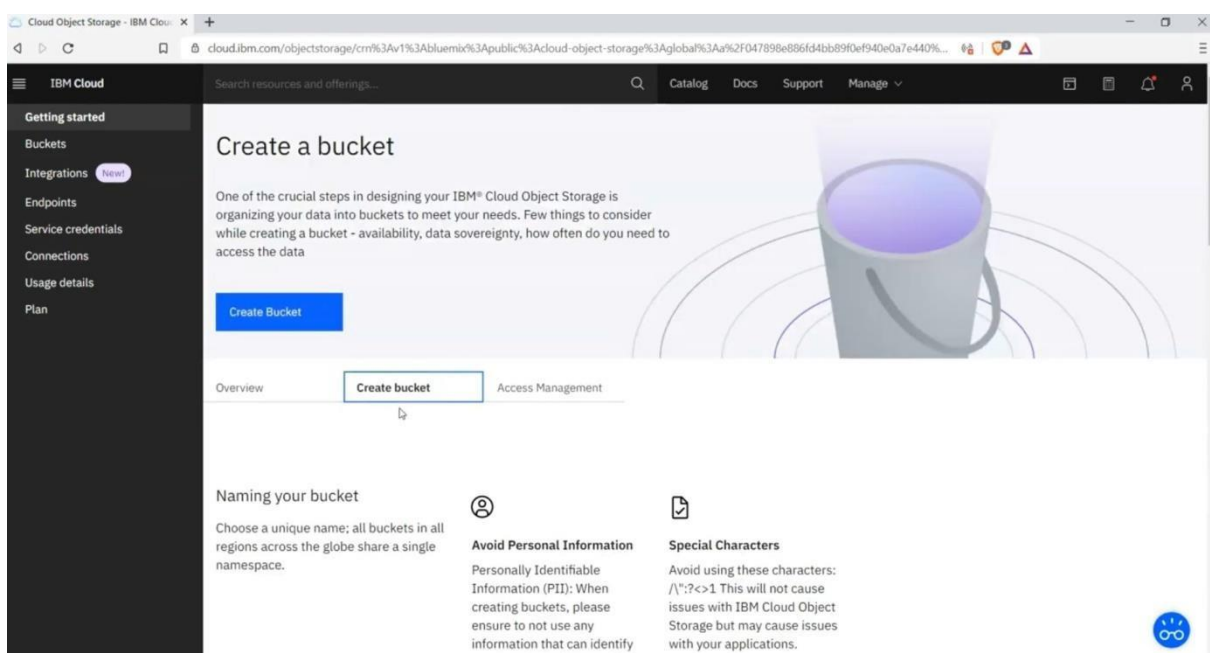 Cloud Object Storage - IBM Clou
cloud.ibm.com/objectstorage/crn%3Av1%3Abluemix%3Apublic%3Acloud-object-storage%3Aglobal%3Aa%2F047898e886fd4bb89f0ef940e0a7e440%...
IBM Cloud
Search resources and offerings...
Catalog
Docs
Support
Manage
Getting started
Buckets
Integrations New!
Endpoints
Service credentials
Connections
Usage details
Plan
Create a bucket
One of the crucial steps in designing your IBM® Cloud Object Storage is
organizing your data into buckets to meet your needs. Few things to consider
while creating a bucket - availability, data sovereignty, how often do you need to
access the data
Create Bucket
Overview
Create bucket
Access Management
Naming your bucket
Choose a unique name; all buckets in all
regions across the globe share a single
namespace.
Avoid Personal Information
Personally Identifiable
Information (PII): When
creating buckets, please
ensure to not use any
information that can identify
Special Characters
Avoid using these characters:
/\":?<>1 This will not cause
issues with IBM Cloud Object
Storage but may cause issues
with your applications.